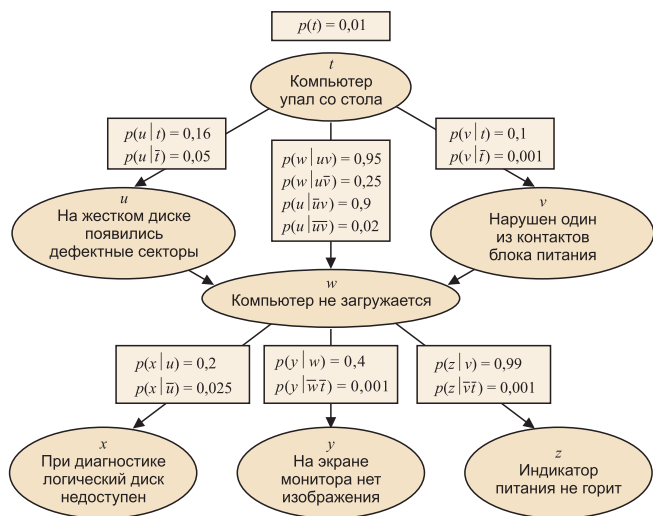 p(t) = 0,01
t
Компьютер
упал со стола
p(u|t) = 0,16
p(u|t̄) = 0,05
p(w|uv) = 0,95
p(w|uv̄) = 0,25
p(u|ūv) = 0,9
p(u|ūv̄) = 0,02
p(v|t) = 0,1
p(v|t̄) = 0,001
u
На жестком диске
появились
дефектные секторы
v
Нарушен один
из контактов
блока питания
w
Компьютер не загружается
p(x|u) = 0,2
p(x|ū) = 0,025
p(y|w) = 0,4
p(y|w̄t̄) = 0,001
p(z|v) = 0,99
p(z|v̄t̄) = 0,001
x
При диагностике
логический диск
недоступен
y
На экране
монитора нет
изображения
z
Индикатор
питания не горит